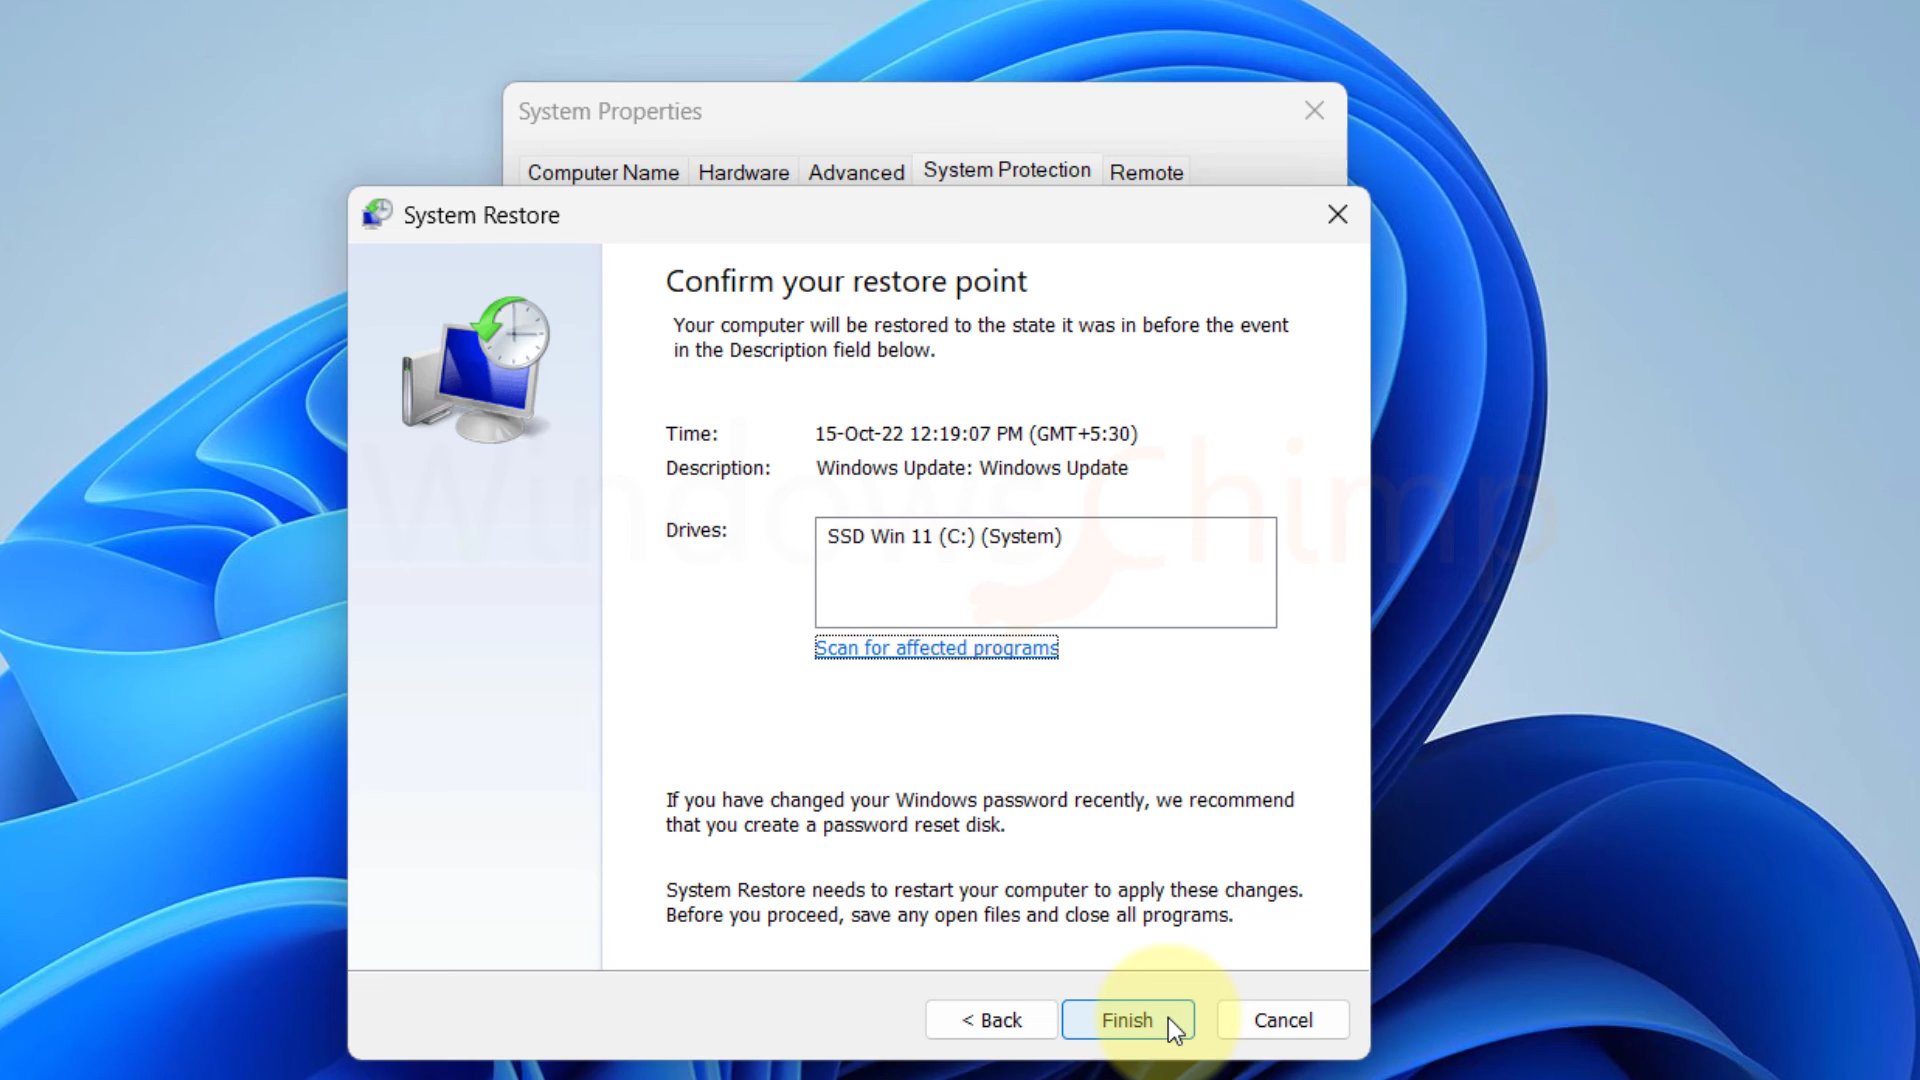 System Properties
Computer Name Hardware Advanced System Protection Remote
System Restore
Confirm your restore point
Your computer will be restored to the state it was in before the event
in the Description field below.
Time: 15-Oct-22 12:19:07 PM (GMT+5:30)
Description: Windows Update: Windows Update
WindowsChimp
Drives: SSD Win 11 (C:) (System)
Scan for affected programs
If you have changed your Windows password recently, we recommend
that you create a password reset disk.
System Restore needs to restart your computer to apply these changes.
Before you proceed, save any open files and close all programs.
< Back Finish Cancel